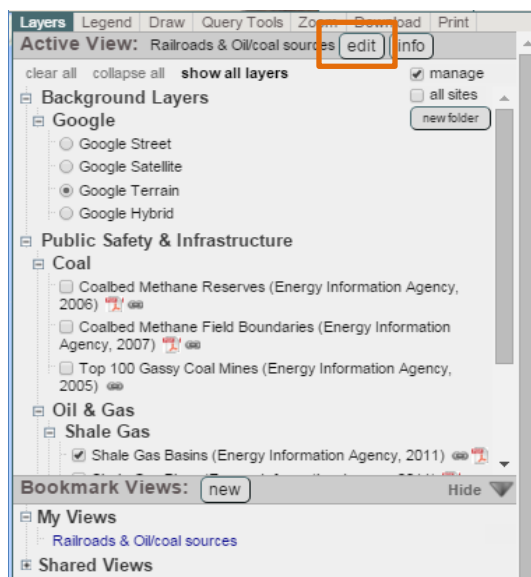 Layers Legend Draw Query Tools Zoom Download Print
Active View: Railroads & Oil/coal sources edit info
clear all collapse all show all layers manage
Background Layers all sites
Google new folder
Google Street
Google Satellite
Google Terrain
Google Hybrid
Public Safety & Infrastructure
Coal
Coalbed Methane Reserves (Energy Information Agency,
2006)
Coalbed Methane Field Boundaries (Energy Information
Agency, 2007)
Top 100 Gassy Coal Mines (Energy Information Agency,
2005)
Oil & Gas
Shale Gas
Shale Gas Basins (Energy Information Agency, 2011)
Bookmark Views: new Hide
My Views
Railroads & Oil/coal sources
Shared Views